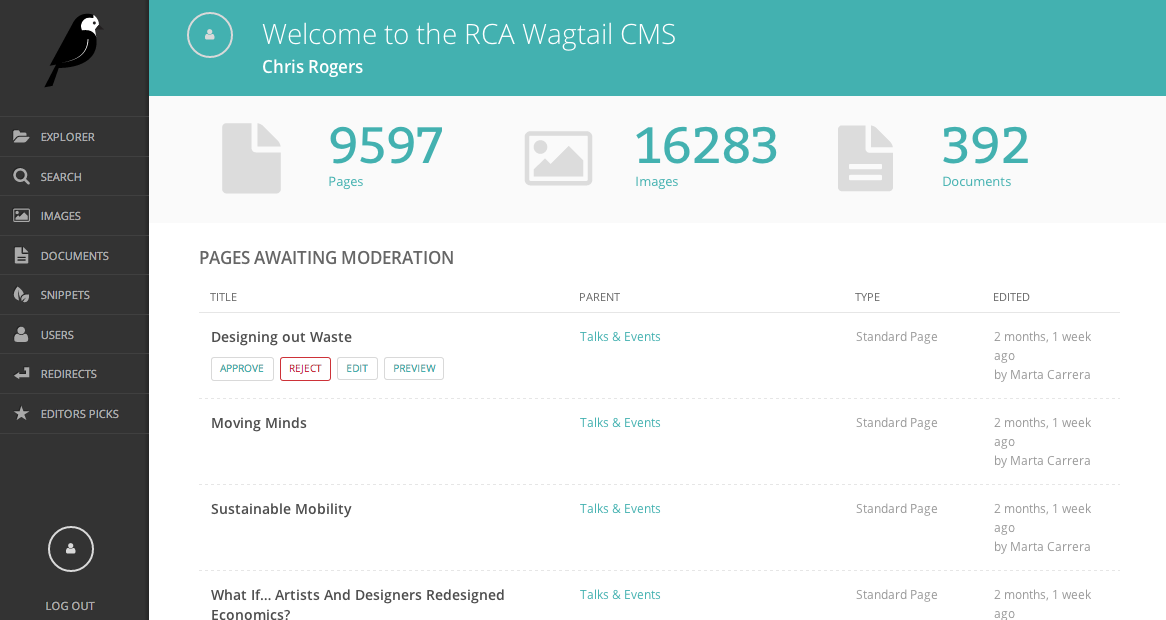 Welcome to the RCA Wagtail CMS
Chris Rogers
EXPLORER
SEARCH
IMAGES
DOCUMENTS
SNIPPETS
USERS
REDIRECTS
EDITORS PICKS
LOG OUT
9597
Pages
16283
Images
392
Documents
PAGES AWAITING MODERATION
TITLE PARENT TYPE EDITED
Designing out Waste Talks & Events Standard Page 2 months, 1 week
ago
by Marta Carrera
APPROVE REJECT EDIT PREVIEW
Moving Minds Talks & Events Standard Page 2 months, 1 week
ago
by Marta Carrera
Sustainable Mobility Talks & Events Standard Page 2 months, 1 week
ago
by Marta Carrera
What If... Artists And Designers Redesigned Talks & Events Standard Page 2 months, 1 week
Economics? ago